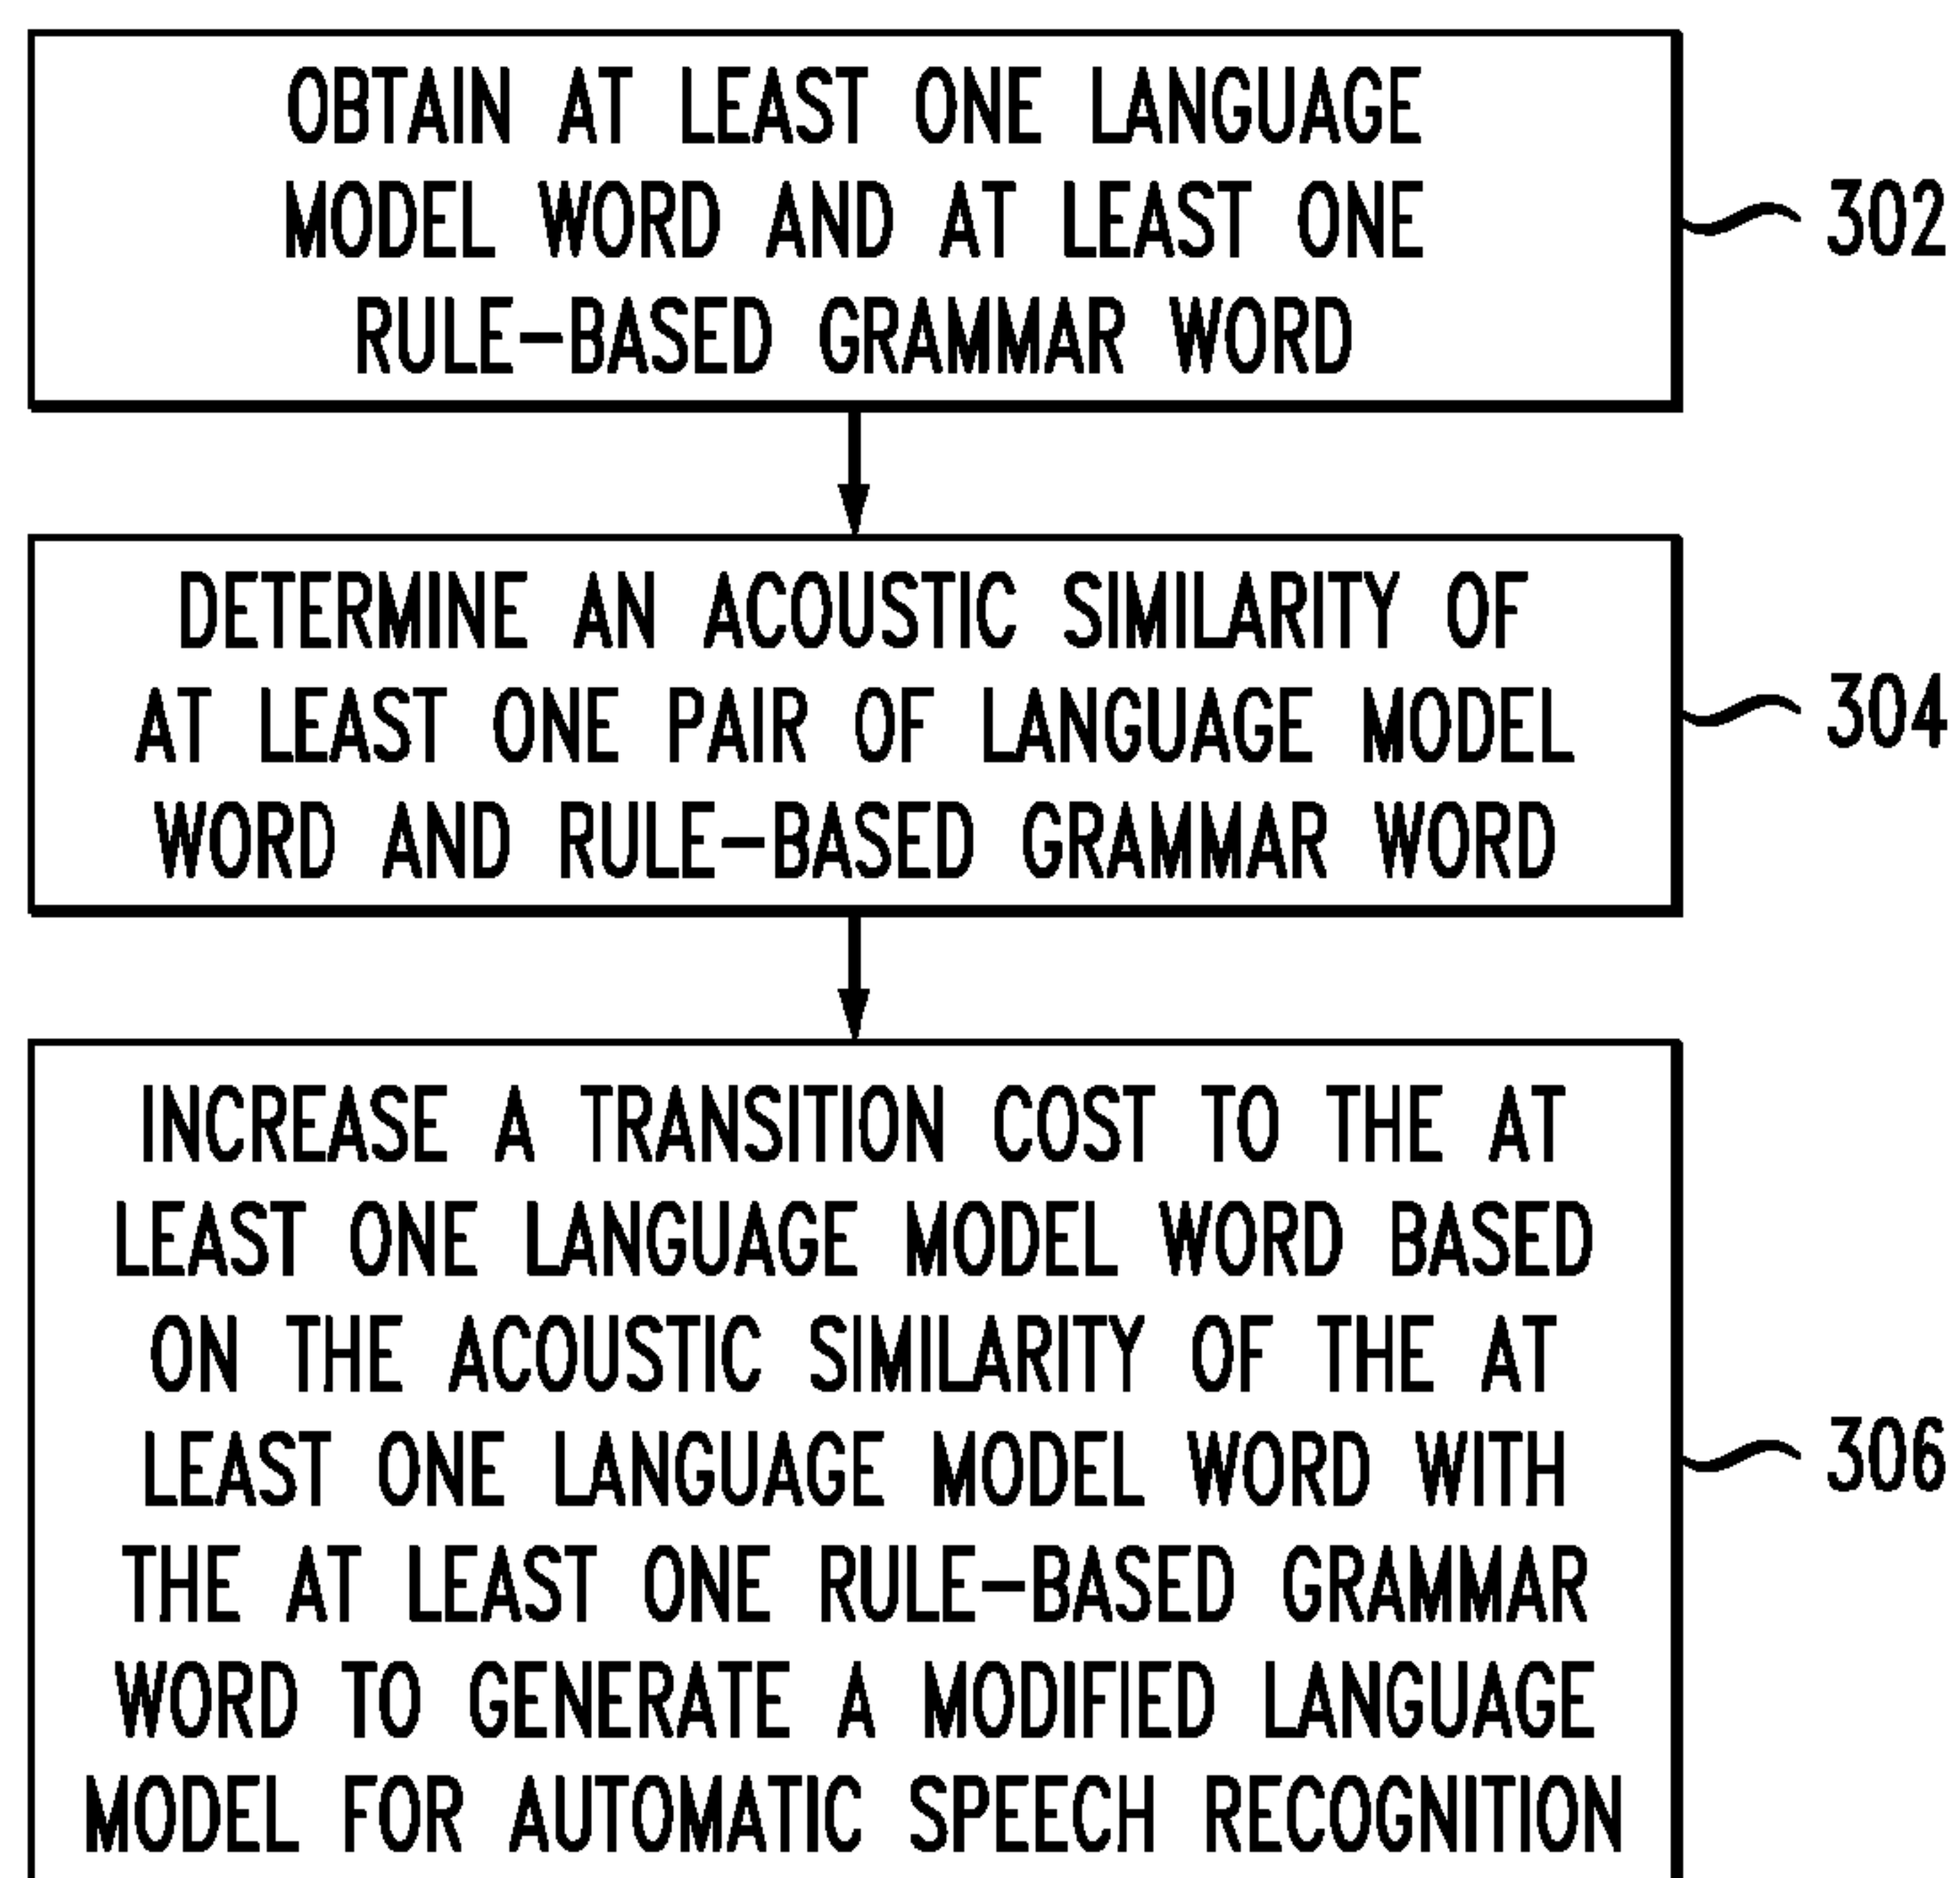 OBTAIN AT LEAST ONE LANGUAGE
MODEL WORD AND AT LEAST ONE
RULE-BASED GRAMMAR WORD
302
DETERMINE AN ACOUSTIC SIMILARITY OF
AT LEAST ONE PAIR OF LANGUAGE MODEL
WORD AND RULE-BASED GRAMMAR WORD
304
INCREASE A TRANSITION COST TO THE AT
LEAST ONE LANGUAGE MODEL WORD BASED
ON THE ACOUSTIC SIMILARITY OF THE AT
LEAST ONE LANGUAGE MODEL WORD WITH
THE AT LEAST ONE RULE-BASED GRAMMAR
WORD TO GENERATE A MODIFIED LANGUAGE
MODEL FOR AUTOMATIC SPEECH RECOGNITION
306